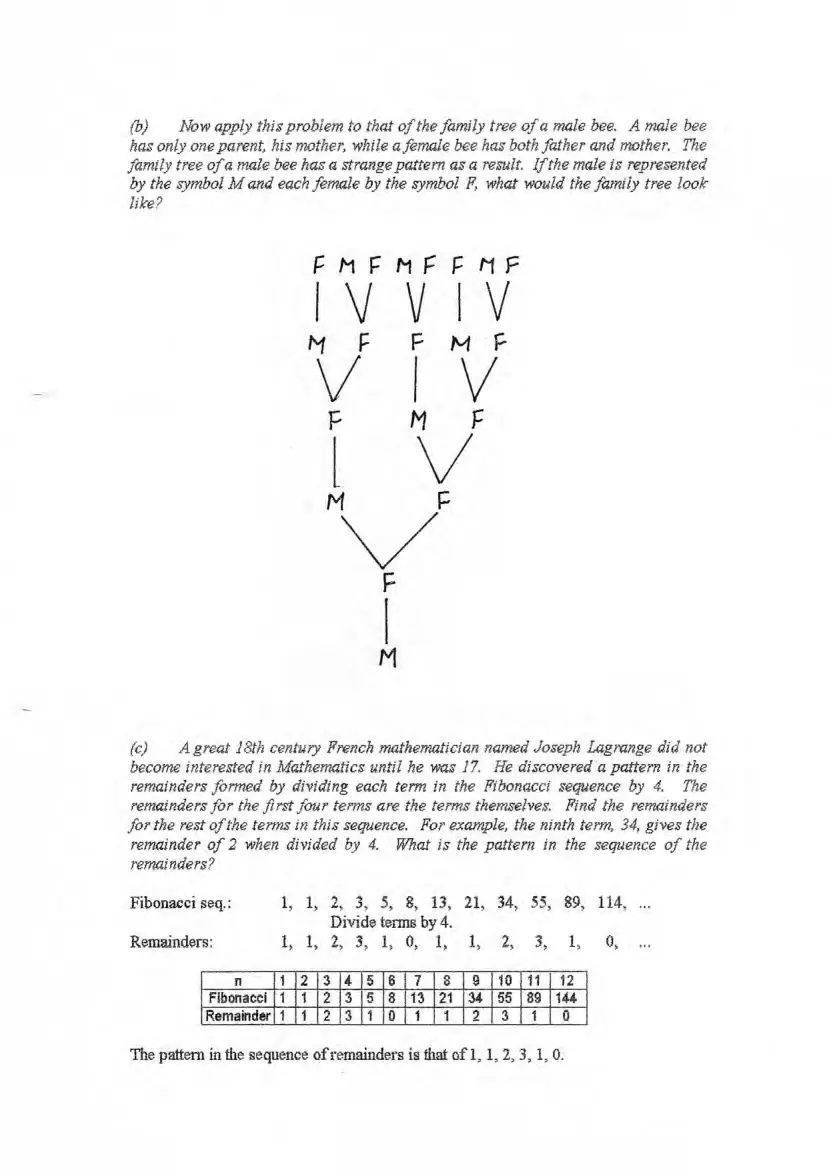 (b) Now apply this problem to that of the family tree of a male bee. A male bee
has only one parent, his mother, while a female bee has both father and mother. The
family tree of a male bee has a strange pattern as a result. If the male is represented
by the symbol M and each female by the symbol F, what would the family tree look
like?
F M F M F F M F
M F F M F
F M F
M F
F
M
(c) A great 18th century French mathematician named Joseph Lagrange did not
become interested in Mathematics until he was 17. He discovered a pattern in the
remainders formed by dividing each term in the Fibonacci sequence by 4. The
remainders for the first four terms are the terms themselves. Find the remainders
for the rest of the terms in this sequence. For example, the ninth term, 34, gives the
remainder of 2 when divided by 4. What is the pattern in the sequence of the
remainders?
Fibonacci seq.: 1, 1, 2, 3, 5, 8, 13, 21, 34, 55, 89, 114, ...
Divide terms by 4.
Remainders: 1, 1, 2, 3, 1, 0, 1, 1, 2, 3, 1, 0, ...
n 1 2 3 4 5 6 7 8 9 10 11 12
Fibonacci 1 1 2 3 5 8 13 21 34 55 89 144
Remainder 1 1 2 3 1 0 1 1 2 3 1 0
The pattern in the sequence of remainders is that of 1, 1, 2, 3, 1, 0.